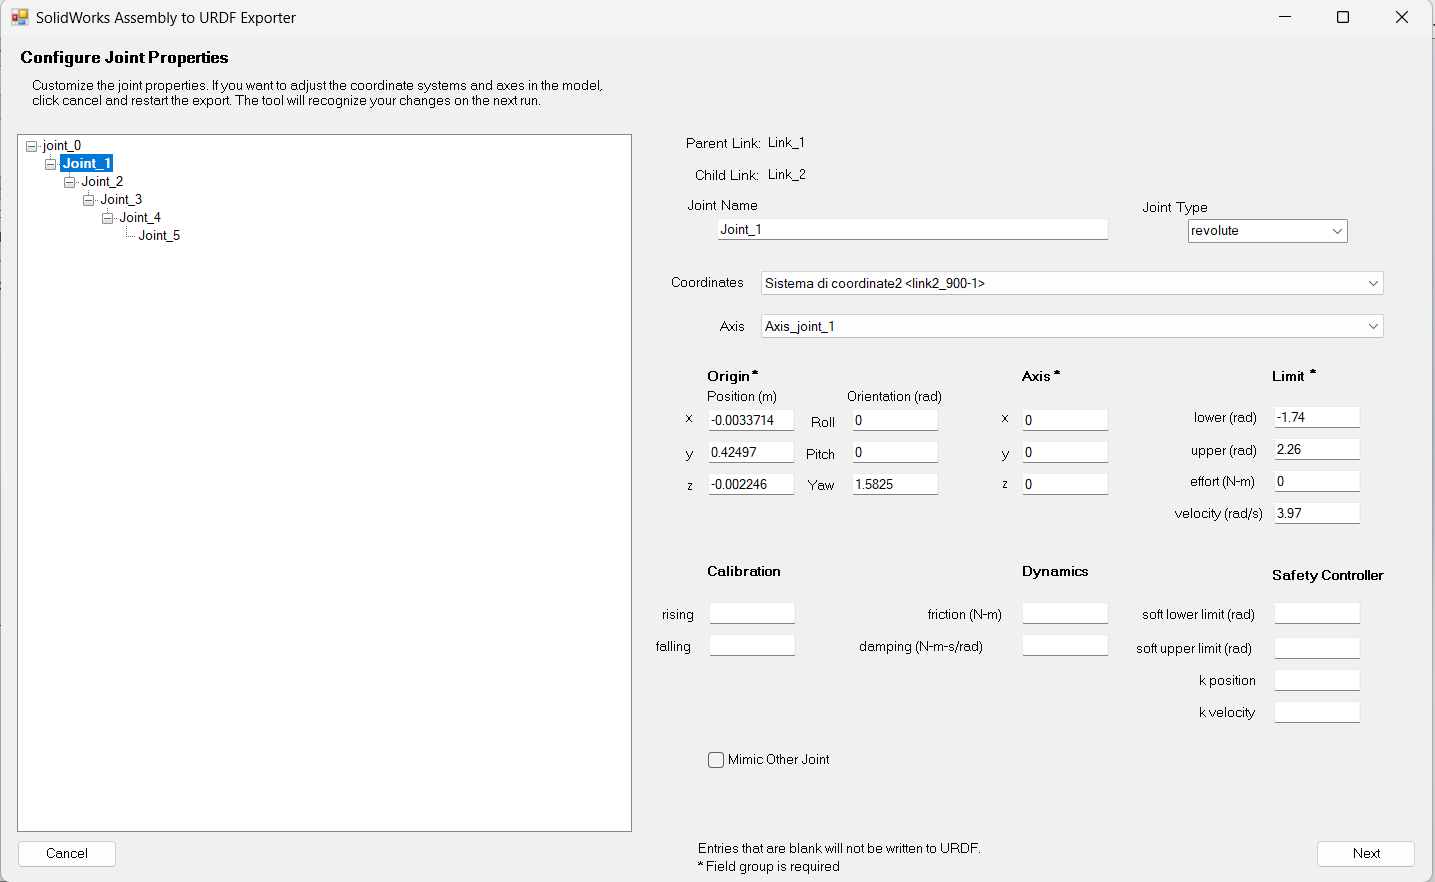 SolidWorks Assembly to URDF Exporter
Configure Joint Properties
Customize the joint properties. If you want to adjust the coordinate systems and axes in the model,
click cancel and restart the export. The tool will recognize your changes on the next run.
joint_0
Joint_1
Joint_2
Joint_3
Joint_4
Joint_5
Parent Link: Link_1
Child Link: Link_2
Joint Name
Joint_1
Joint Type
revolute
Coordinates Sistema di coordinate2 <link2_900-1>
Axis Axis_joint_1
Origin *
Position (m) Orientation (rad)
x -0.0033714 Roll 0
y 0.42497 Pitch 0
z -0.002246 Yaw 1.5825
Axis *
x 0
y 0
z 0
Limit *
lower (rad) -1.74
upper (rad) 2.26
effort (N-m) 0
velocity (rad/s) 3.97
Calibration
rising
falling
Dynamics
friction (N-m)
damping (N-m-s/rad)
Safety Controller
soft lower limit (rad)
soft upper limit (rad)
k position
k velocity
Mimic Other Joint
Entries that are blank will not be written to URDF.
* Field group is required
Cancel
Next